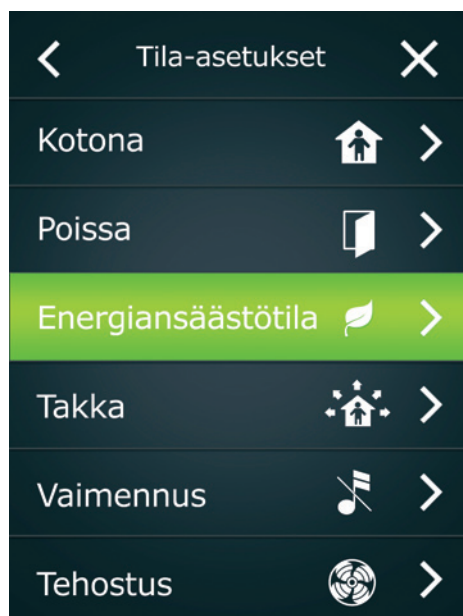 Tila-asetukset
Kotona
Poissa
Energiansäästötila
Takka
Vaimennus
Tehostus